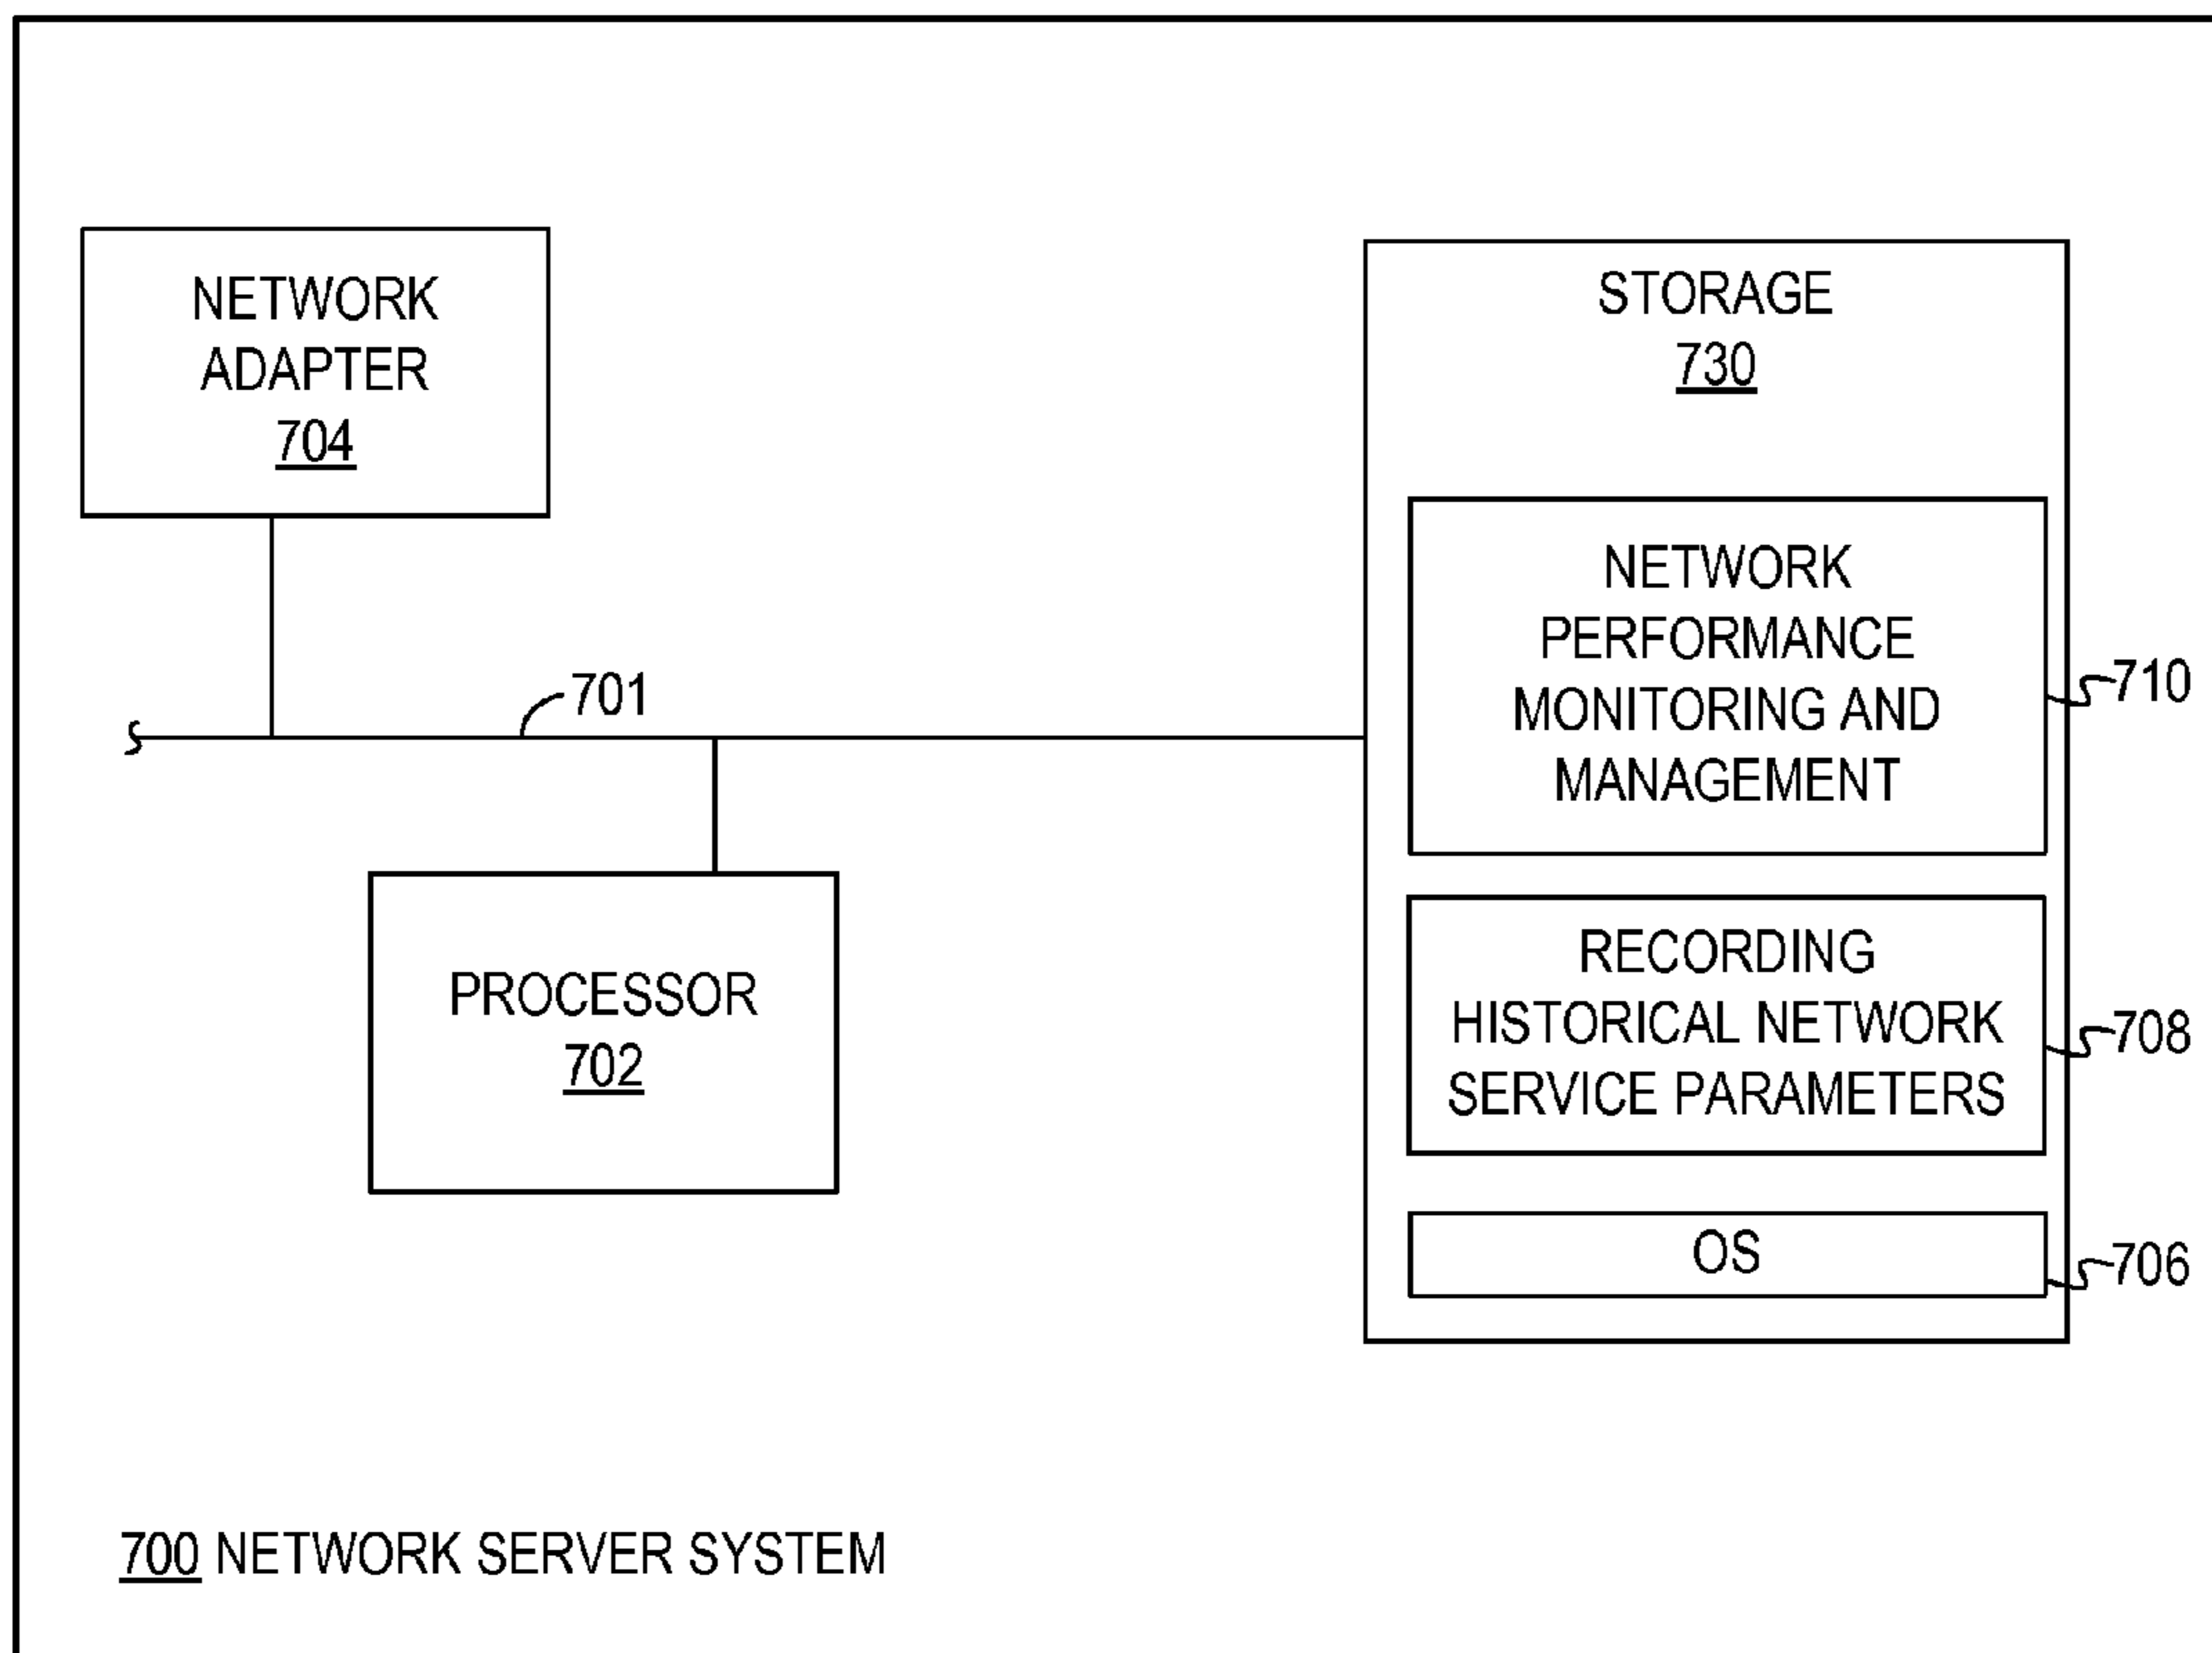 NETWORK
ADAPTER
704
STORAGE
730
NETWORK
PERFORMANCE
MONITORING AND
MANAGEMENT
710
701
PROCESSOR
702
RECORDING
HISTORICAL NETWORK
SERVICE PARAMETERS
708
OS
706
700 NETWORK SERVER SYSTEM